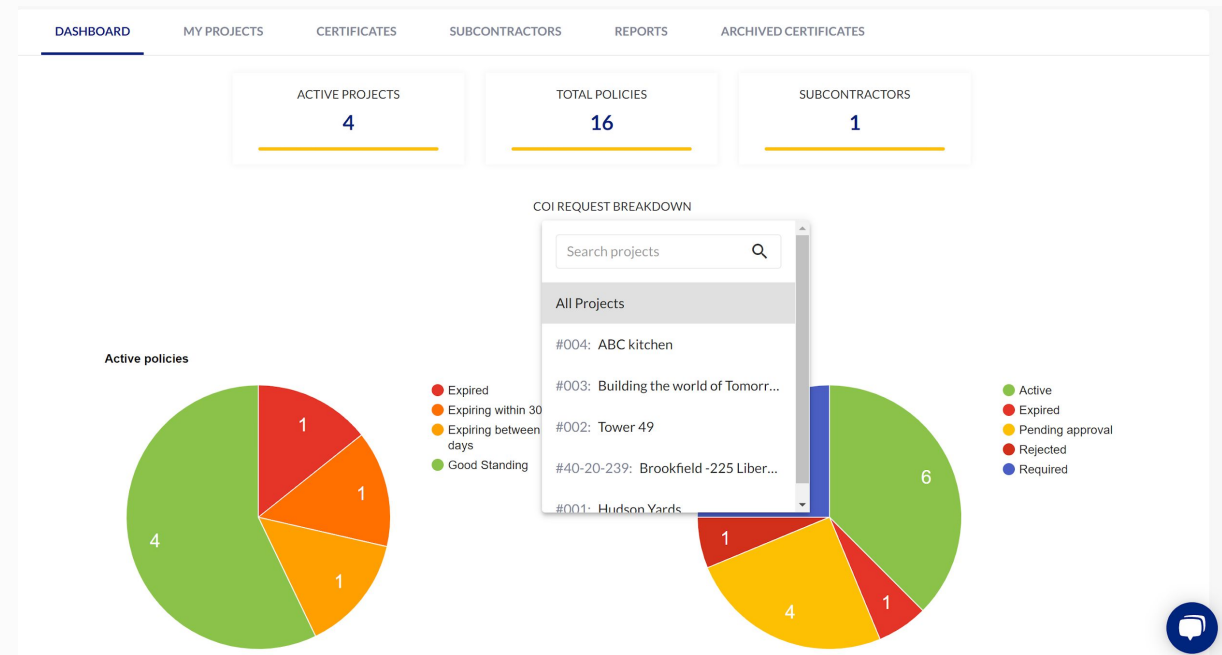 DASHBOARD MY PROJECTS CERTIFICATES SUBCONTRACTORS REPORTS ARCHIVED CERTIFICATES
ACTIVE PROJECTS
4
TOTAL POLICIES
16
SUBCONTRACTORS
1
COI REQUEST BREAKDOWN
Search projects
All Projects
#004: ABC kitchen
#003: Building the world of Tomorr...
#002: Tower 49
#40-20-239: Brookfield -225 Liber...
#001: Hudson Yards
Active policies
1
1
1
4
Expired
Expiring within 30
Expiring between
days
Good Standing
6
1
4
1
Active
Expired
Pending approval
Rejected
Required